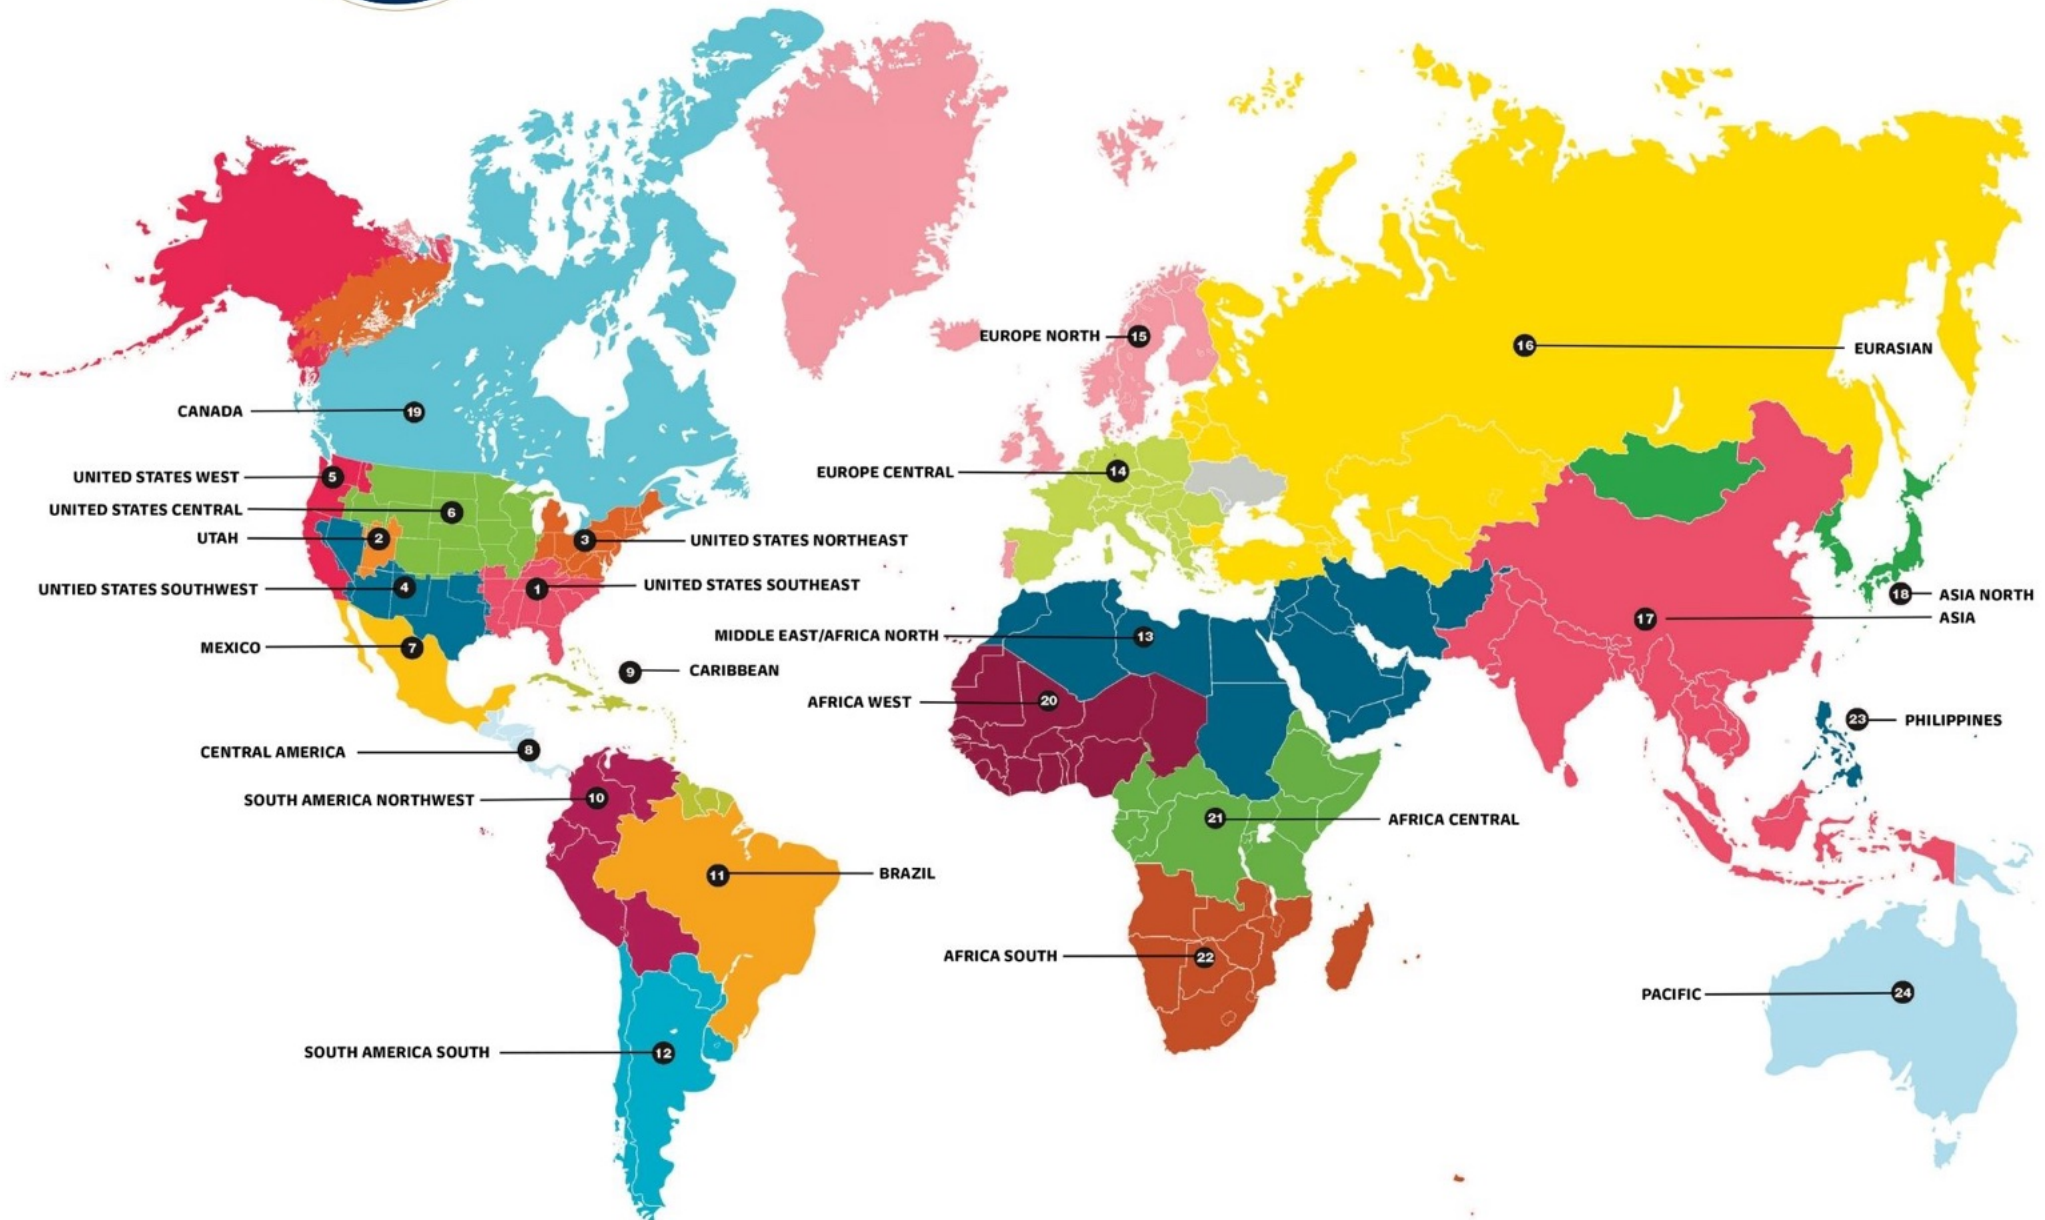 15
EUROPE NORTH
16
EURASIAN
CANADA
19
UNITED STATES WEST
5
EUROPE CENTRAL
14
UNITED STATES CENTRAL
6
UTAH
2
3
UNITED STATES NORTHEAST
UNTIED STATES SOUTHWEST
4
1
UNITED STATES SOUTHEAST
18
ASIA NORTH
17
ASIA
MIDDLE EAST/AFRICA NORTH
13
MEXICO
7
9
CARIBBEAN
AFRICA WEST
20
23
PHILIPPINES
CENTRAL AMERICA
8
SOUTH AMERICA NORTHWEST
10
21
AFRICA CENTRAL
11
BRAZIL
AFRICA SOUTH
22
PACIFIC
24
SOUTH AMERICA SOUTH
12